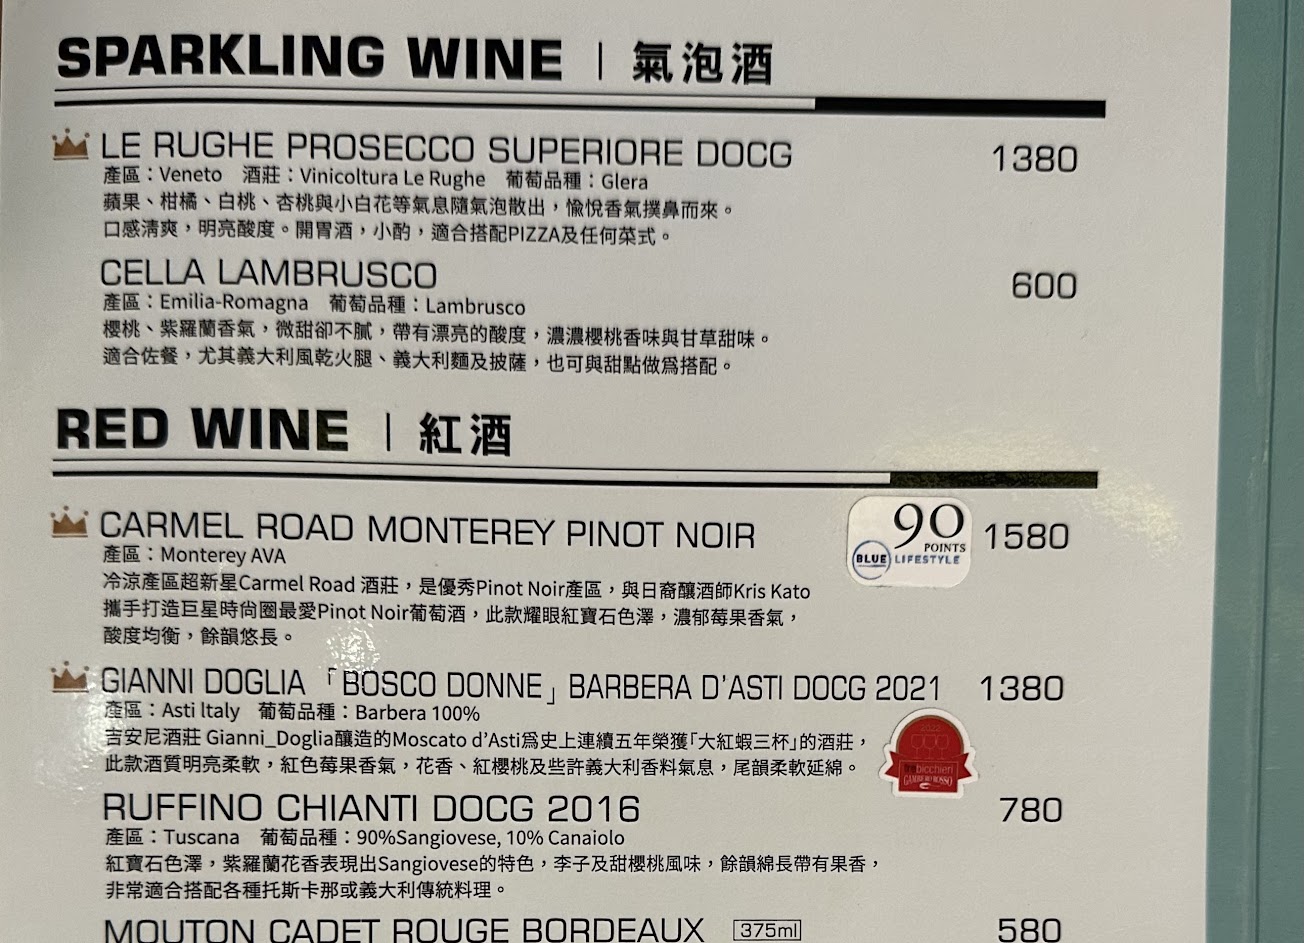 SPARKLING WINE | 氣泡酒
LE RUGHE PROSECCO SUPERIORE DOCG 1380
產區：Veneto 酒莊：Vinicoltura Le Rughe 葡萄品種：Glera
蘋果、柑橘、白桃、杏桃與小白花等氣息隨氣泡散出，愉悅香氣撲鼻而來。
口感淸爽，明亮酸度。開胃酒，小酌，適合搭配PIZZA及任何菜式。
CELLA LAMBRUSCO 600
產區：Emilia-Romagna 葡萄品種：Lambrusco
櫻桃、紫羅蘭香氣，微甜卻不膩，帶有漂亮的酸度，濃濃櫻桃香味與甘草甜味。
適合佐餐，尤其義大利風乾火腿、義大利麵及披薩，也可與甜點做爲搭配。
RED WINE | 紅酒
CARMEL ROAD MONTEREY PINOT NOIR 1580
90
POINTS
BLUE LIFESTYLE
產區：Monterey AVA
冷涼產區超新星Carmel Road 酒莊，是優秀Pinot Noir產區，與日裔釀酒師Kris Kato
攜手打造巨星時尙圈最愛Pinot Noir葡萄酒，此款耀眼紅寶石色澤，濃郁莓果香氣，
酸度均衡，餘韻悠長。
GIANNI DOGLIA 「BOSCO DONNE」BARBERA D'ASTI DOCG 2021 1380
產區：Asti ltaly 葡萄品種：Barbera 100%
吉安尼酒莊 Gianni_Doglia釀造的Moscato d'Asti爲史上連續五年榮獲「大紅蝦三杯」的酒莊，
此款酒質明亮柔軟，紅色莓果香氣，花香、紅櫻桃及些許義大利香料氣息，尾韻柔軟延綿。
trebicchieri
GAMBERO ROSSO
RUFFINO CHIANTI DOCG 2016 780
產區：Tuscana 葡萄品種：90%Sangiovese, 10% Canaiolo
紅寶石色澤，紫羅蘭花香表現出Sangiovese的特色，李子及甜櫻桃風味，餘韻綿長帶有果香，
非常適合搭配各種托斯卡那或義大利傳統料理。
MOUTON CADET ROUGE BORDEAUX 375ml 580